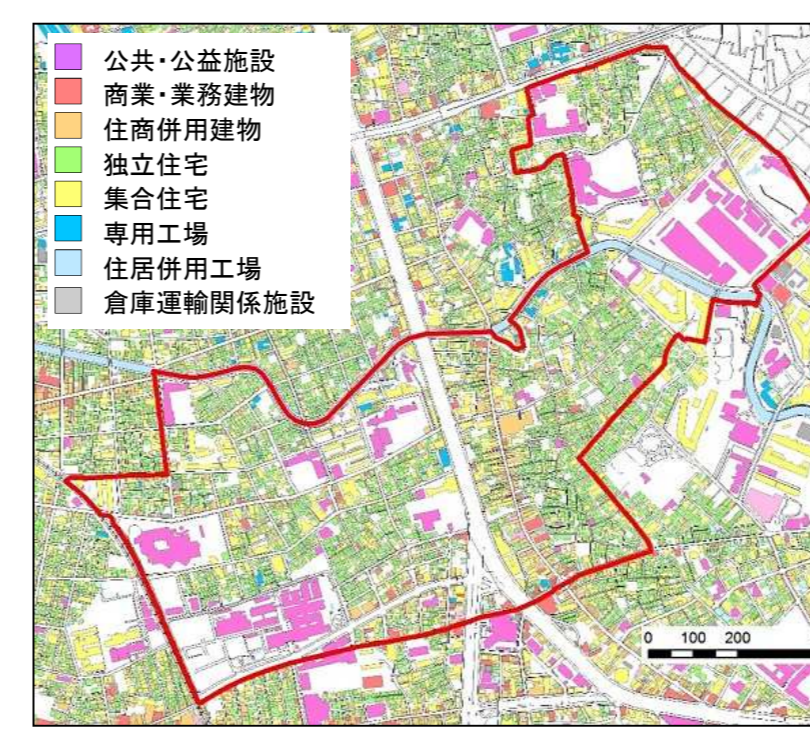 公共・公益施設
商業・業務建物
住商併用建物
独立住宅
集合住宅
専用工場
住居併用工場
倉庫運輸関係施設
0 100 200